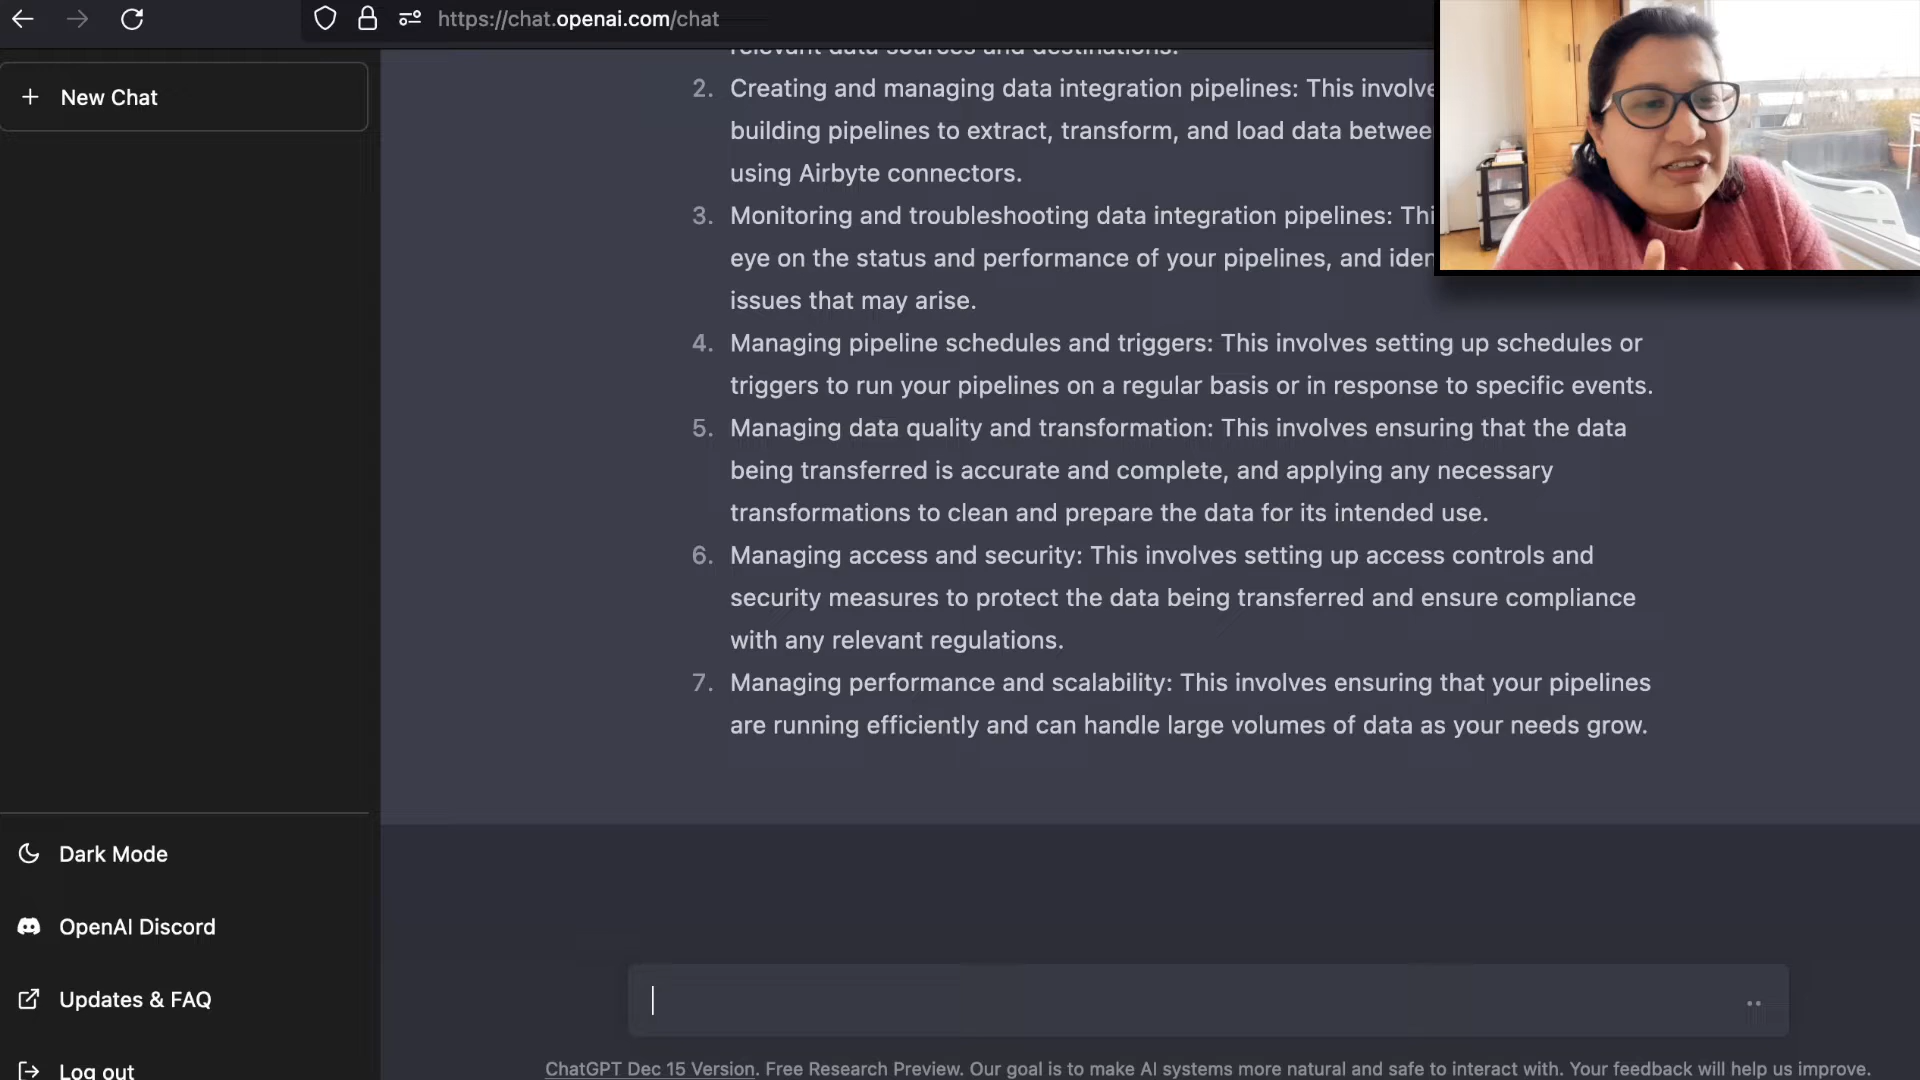 https://chat.openai.com/chat
New Chat
relevant data sources and destinations.
2. Creating and managing data integration pipelines: This involve
building pipelines to extract, transform, and load data betwee
using Airbyte connectors.
3. Monitoring and troubleshooting data integration pipelines: Thi
eye on the status and performance of your pipelines, and iden
issues that may arise.
4. Managing pipeline schedules and triggers: This involves setting up schedules or
triggers to run your pipelines on a regular basis or in response to specific events.
5. Managing data quality and transformation: This involves ensuring that the data
being transferred is accurate and complete, and applying any necessary
transformations to clean and prepare the data for its intended use.
6. Managing access and security: This involves setting up access controls and
security measures to protect the data being transferred and ensure compliance
with any relevant regulations.
7. Managing performance and scalability: This involves ensuring that your pipelines
are running efficiently and can handle large volumes of data as your needs grow.
Dark Mode
OpenAI Discord
Updates & FAQ
Log out
ChatGPT Dec 15 Version. Free Research Preview. Our goal is to make AI systems more natural and safe to interact with. Your feedback will help us improve.